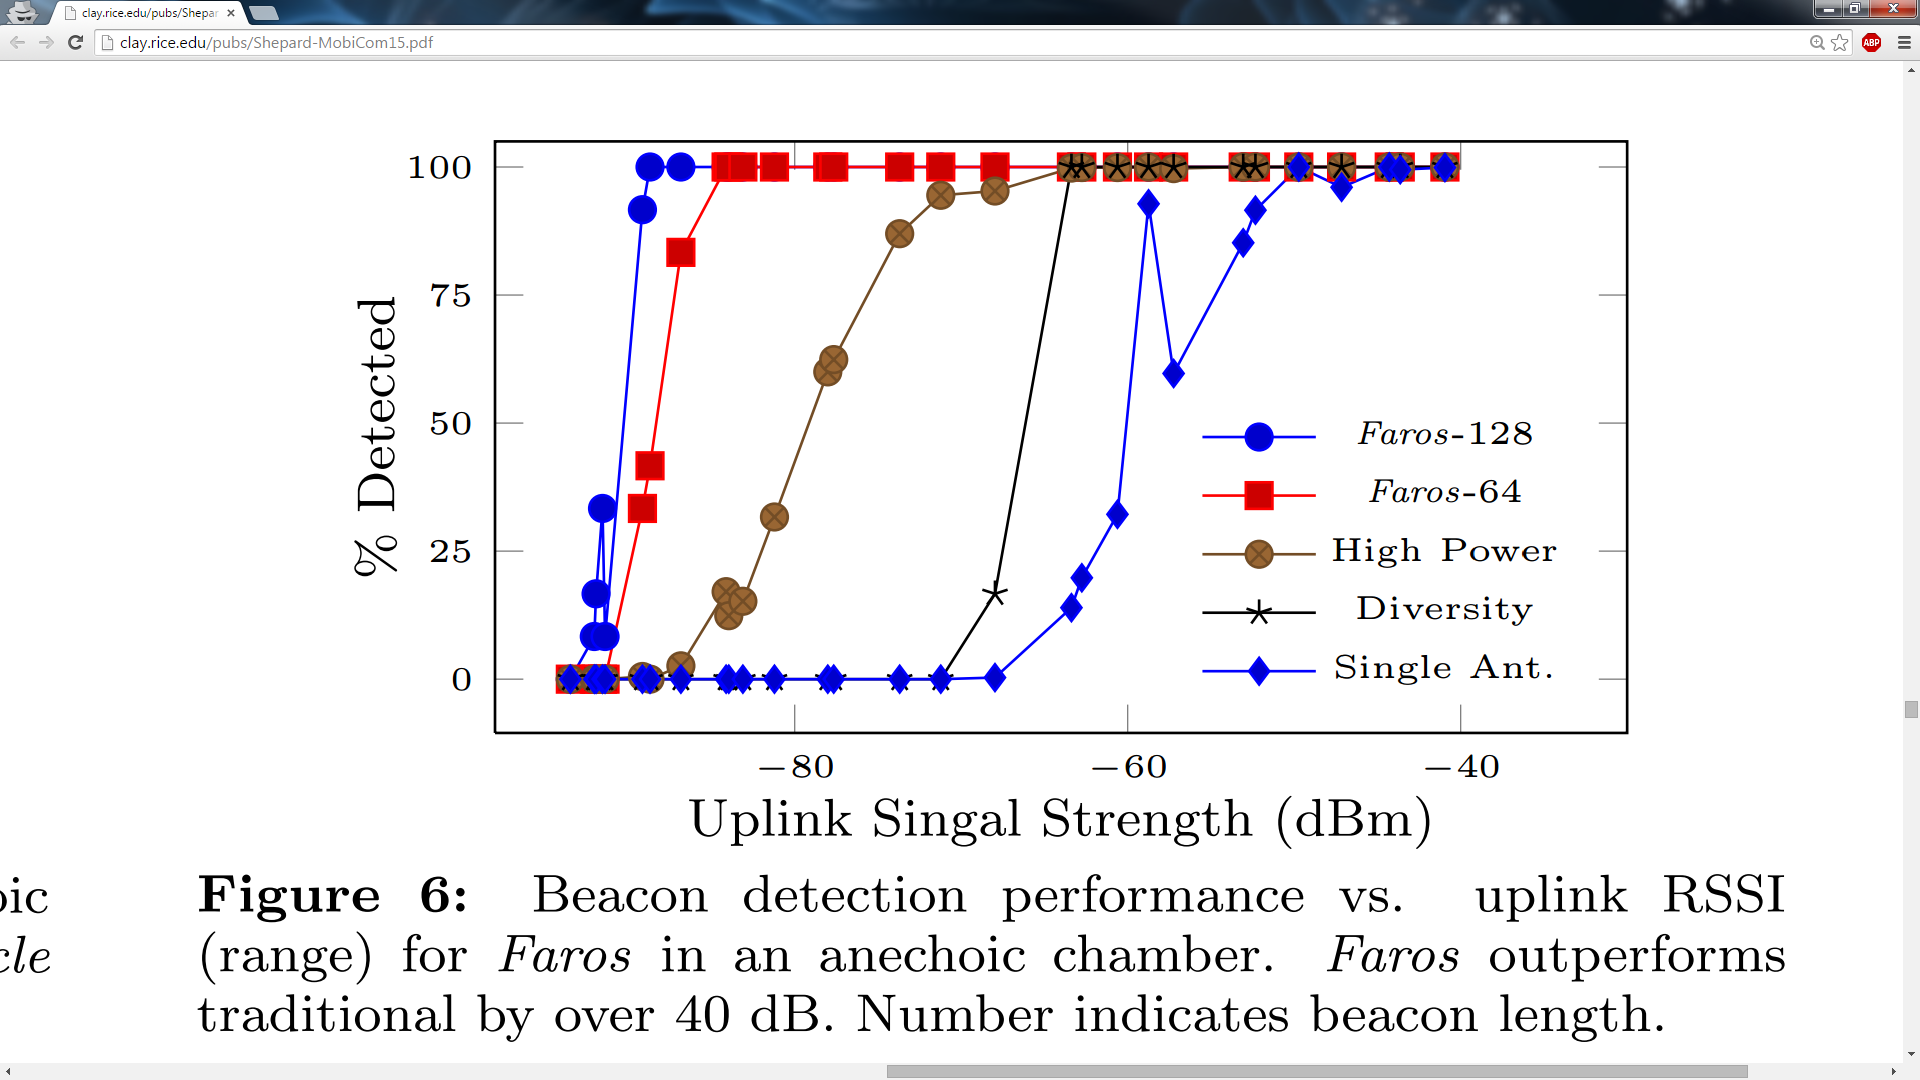 clay.rice.edu/pubs/Shepar
clay.rice.edu/pubs/Shepard-MobiCom15.pdf
ABP
100
75
50
25
0
% Detected
Faros-128
Faros-64
High Power
Diversity
Single Ant.
−80
−60
−40
Uplink Singal Strength (dBm)
oic
cle
Figure 6: Beacon detection performance vs. uplink RSSI
(range) for Faros in an anechoic chamber. Faros outperforms
traditional by over 40 dB. Number indicates beacon length.